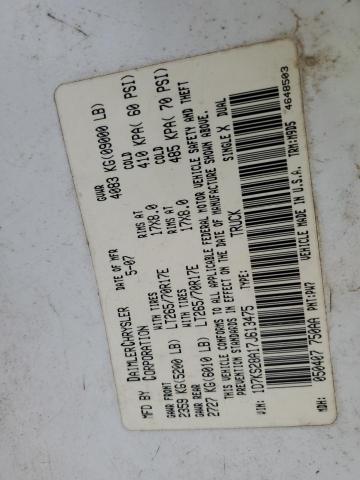 MFD BY DAIMLERCHRYSLER CORPORATION
DATE OF MFR 5-07
GVWR 4083 KG(09000 LB)
GAWR FRONT 2359 KG(5200 LB)
WITH TIRES LT265/70R17E
RIMS AT 17X8.0
COLD 410 KPA( 60 PSI)
GAWR REAR 2727 KG(6010 LB)
WITH TIRES LT265/70R17E
RIMS AT 17X8.0
COLD 485 KPA( 70 PSI)
THIS VEHICLE CONFORMS TO ALL APPLICABLE FEDERAL MOTOR VEHICLE SAFETY AND THEFT
PREVENTION STANDARDS IN EFFECT ON THE DATE OF MANUFACTURE SHOWN ABOVE.
VIN: 1D7KS28A17J613475 TYPE: TRUCK SINGLE X DUAL
MDH: 050407 750AA PNT:PW7 VEHICLE MADE IN U.S.A. TRM:MAD5
4648503